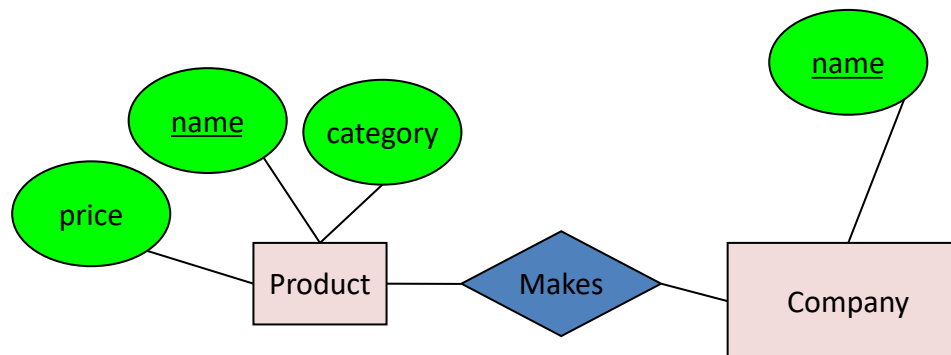 name
name
category
price
Product
Makes
Company